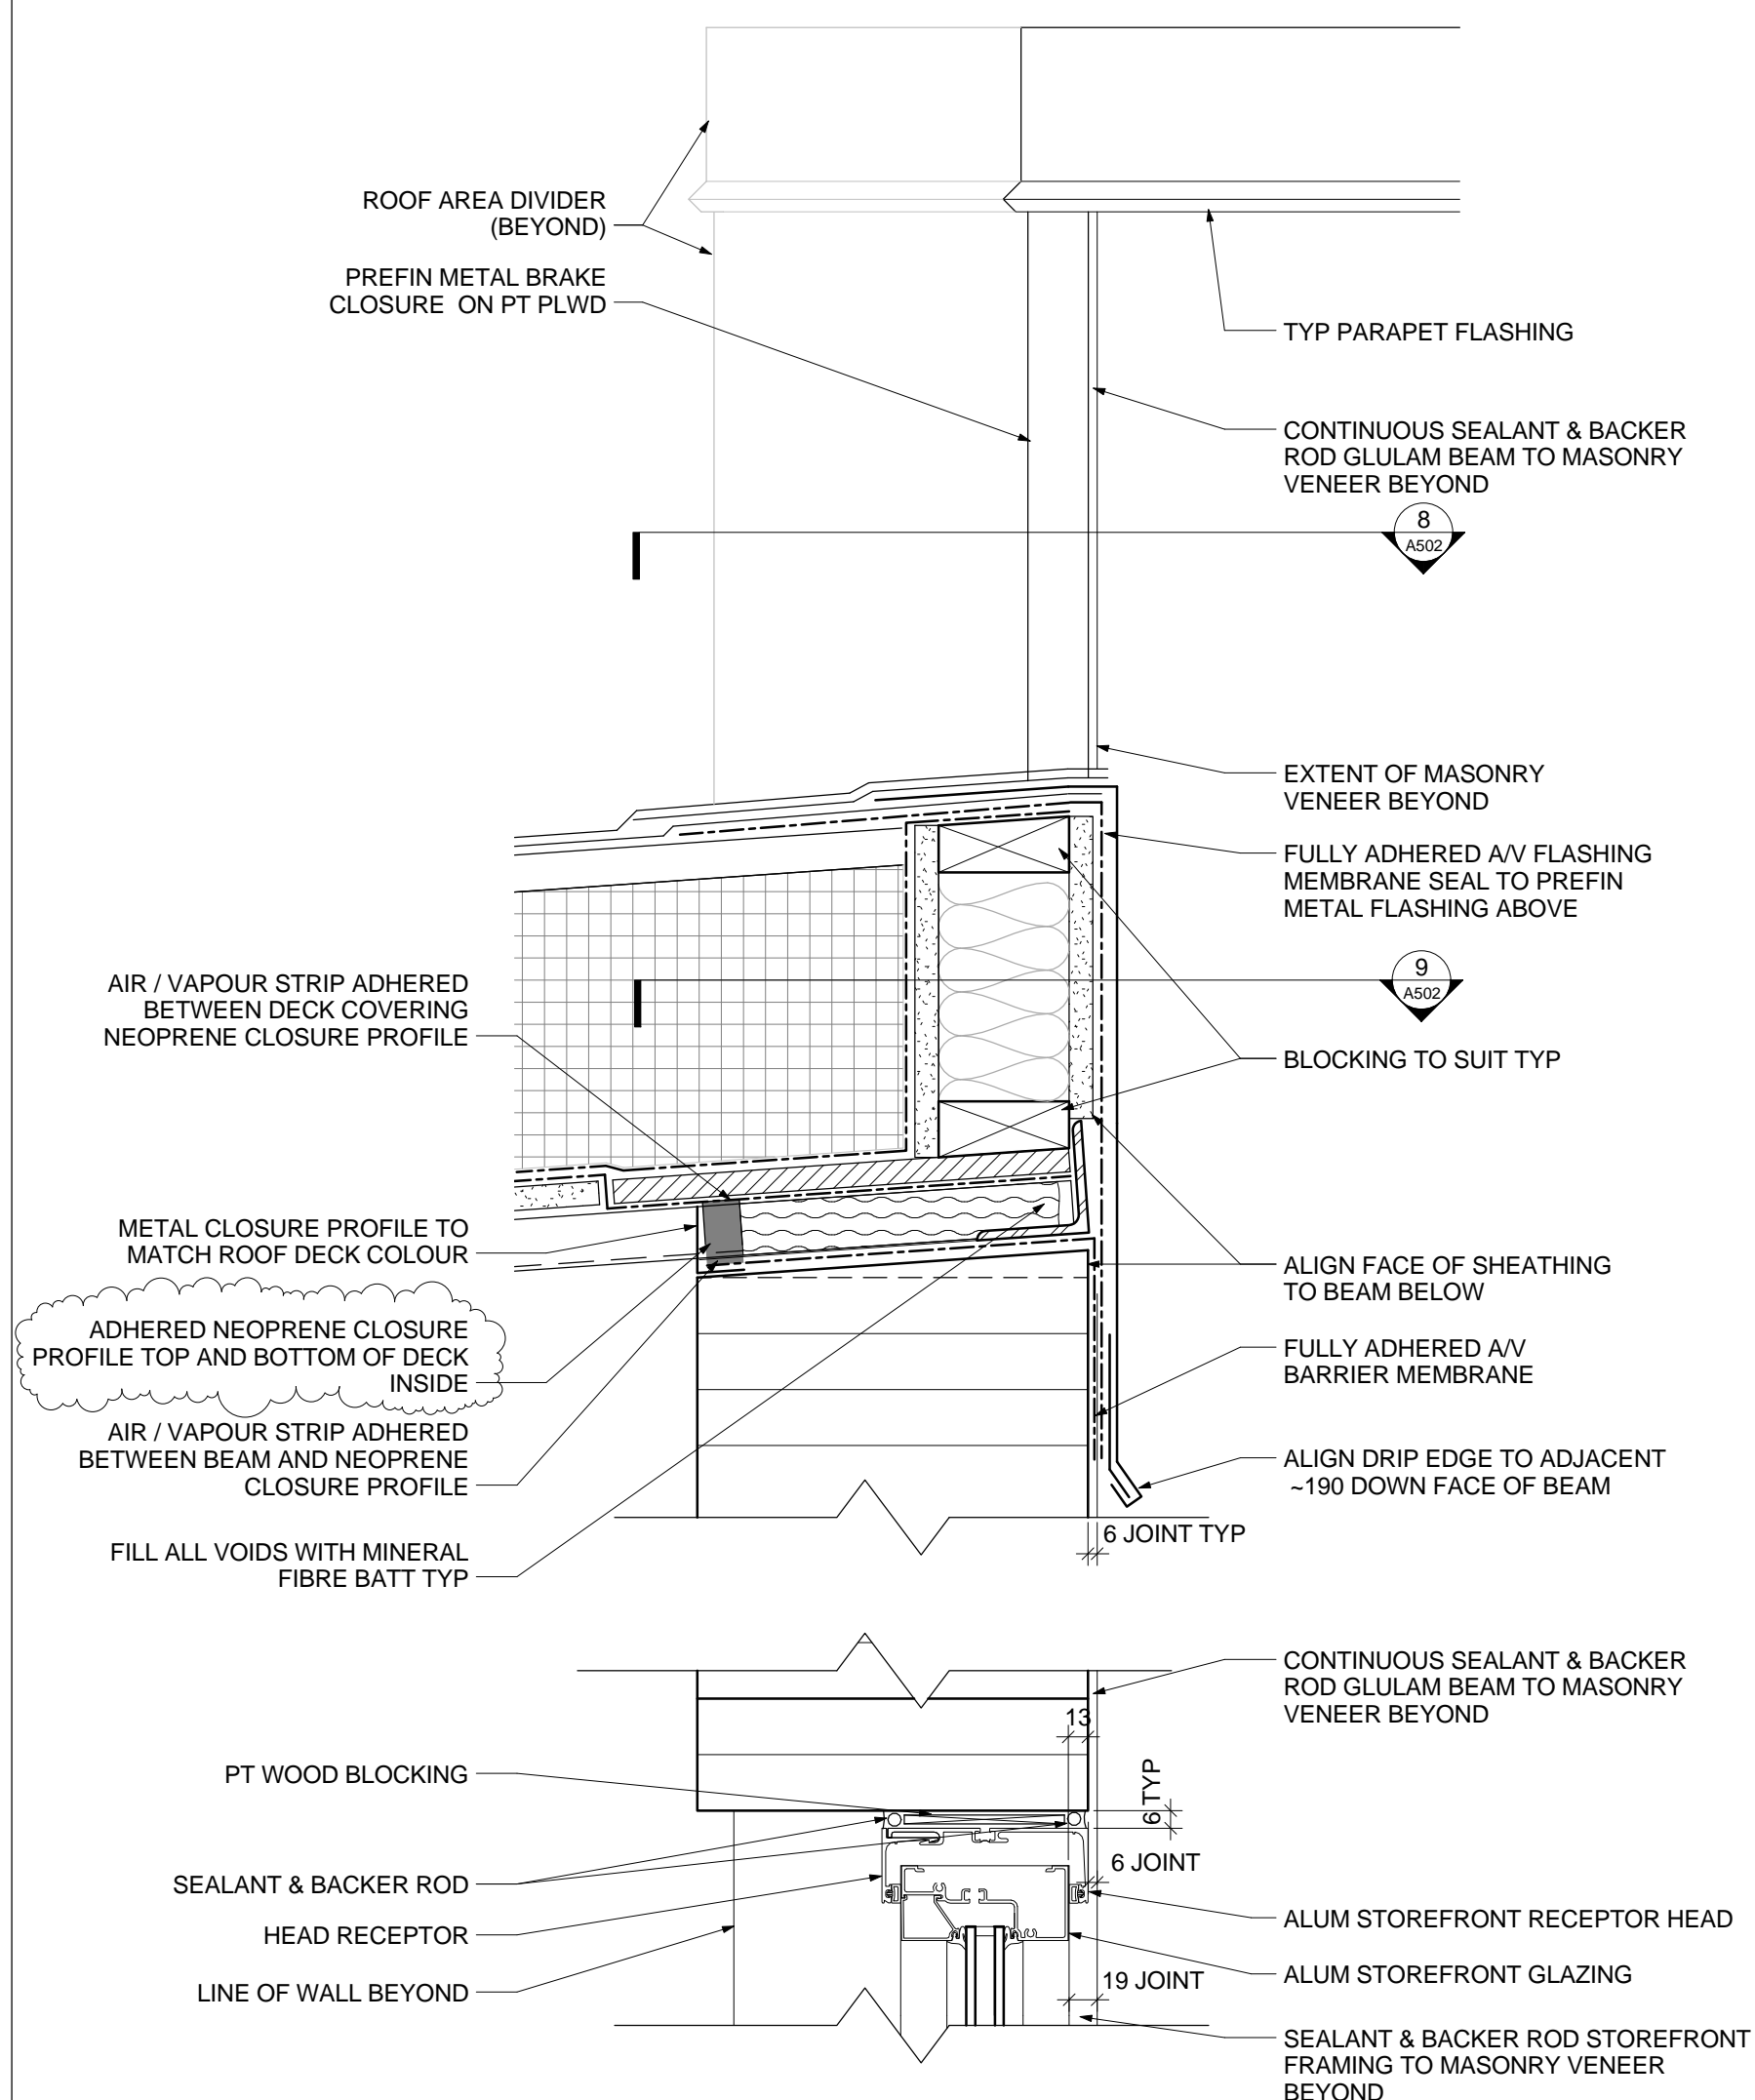 ROOF AREA DIVIDER
(BEYOND)
PREFIN METAL BRAKE
CLOSURE ON PT PLWD
TYP PARAPET FLASHING
CONTINUOUS SEALANT & BACKER
ROD GLULAM BEAM TO MASONRY
VENEER BEYOND
8
A502
EXTENT OF MASONRY
VENEER BEYOND
FULLY ADHERED A/V FLASHING
MEMBRANE SEAL TO PREFIN
METAL FLASHING ABOVE
AIR / VAPOUR STRIP ADHERED
BETWEEN DECK COVERING
NEOPRENE CLOSURE PROFILE
9
A502
BLOCKING TO SUIT TYP
METAL CLOSURE PROFILE TO
MATCH ROOF DECK COLOUR
ALIGN FACE OF SHEATHING
TO BEAM BELOW
ADHERED NEOPRENE CLOSURE
PROFILE TOP AND BOTTOM OF DECK
INSIDE
FULLY ADHERED A/V
BARRIER MEMBRANE
AIR / VAPOUR STRIP ADHERED
BETWEEN BEAM AND NEOPRENE
CLOSURE PROFILE
ALIGN DRIP EDGE TO ADJACENT
~190 DOWN FACE OF BEAM
6 JOINT TYP
FILL ALL VOIDS WITH MINERAL
FIBRE BATT TYP
CONTINUOUS SEALANT & BACKER
ROD GLULAM BEAM TO MASONRY
VENEER BEYOND
13
PT WOOD BLOCKING
6 TYP
SEALANT & BACKER ROD
6 JOINT
HEAD RECEPTOR
ALUM STOREFRONT RECEPTOR HEAD
LINE OF WALL BEYOND
19 JOINT
ALUM STOREFRONT GLAZING
SEALANT & BACKER ROD STOREFRONT
FRAMING TO MASONRY VENEER
BEYOND